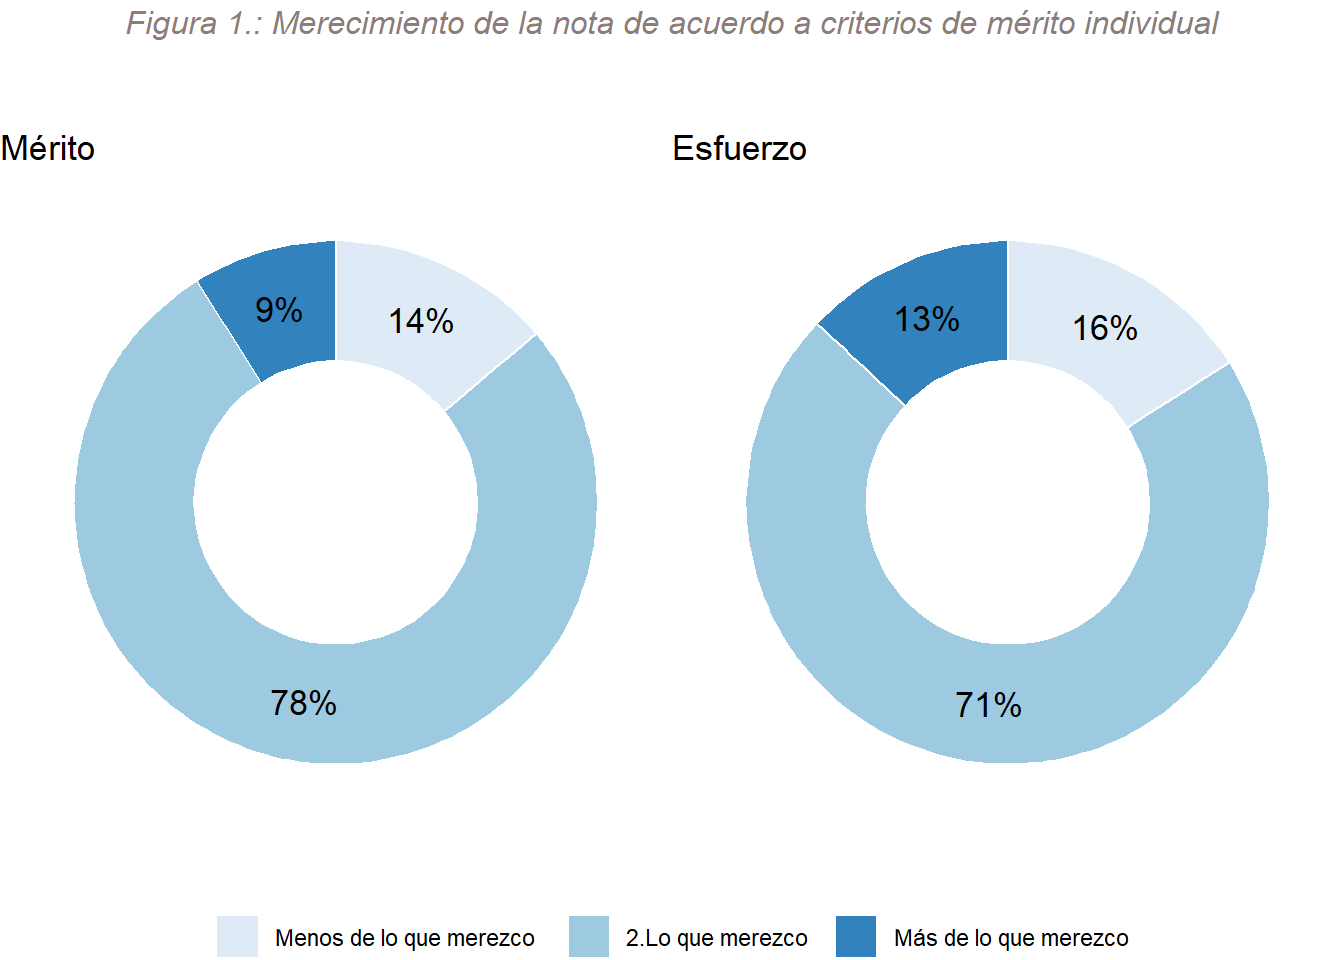 Figura 1.: Merecimiento de la nota de acuerdo a criterios de mérito individual
Mérito
Esfuerzo
9%
14%
78%
13%
16%
71%
Menos de lo que merezco
2.Lo que merezco
Más de lo que merezco